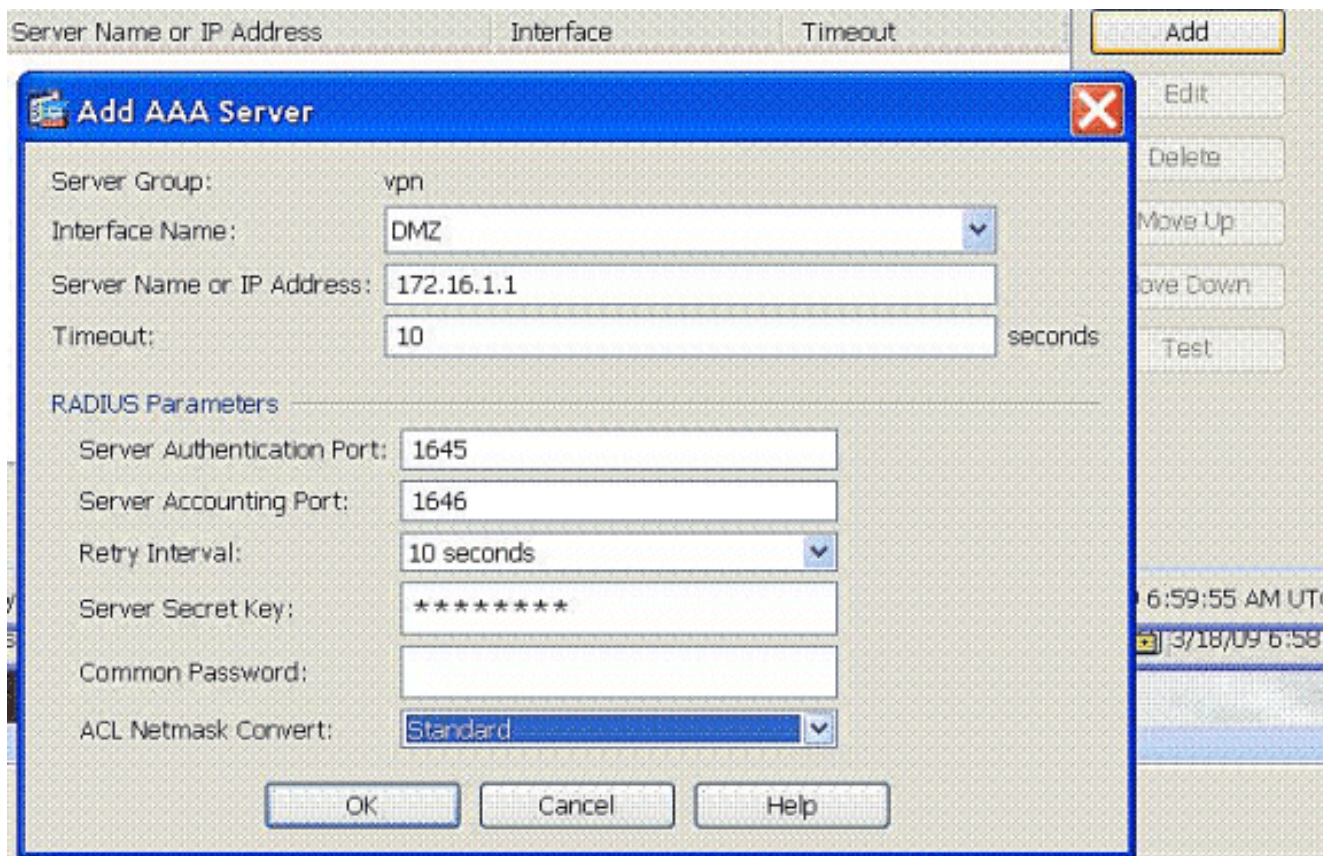 Server Name or IP Address Interface Timeout Add
Add AAA Server
Edit
Delete
Move Up
ove Down
Test
Server Group: vpn
Interface Name: DMZ
Server Name or IP Address: 172.16.1.1
Timeout: 10 seconds
RADIUS Parameters
Server Authentication Port: 1645
Server Accounting Port: 1646
Retry Interval: 10 seconds
Server Secret Key: ********
Common Password:
ACL Netmask Convert: Standard
OK Cancel Help
6:59:55 AM UT
3/18/09 6:58